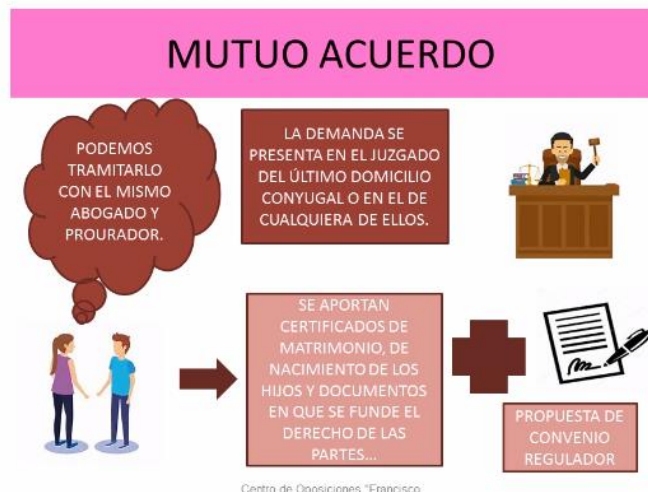 MUTUO ACUERDO
PODEMOS
TRAMITARLO
CON EL MISMO
ABOGADO Y
PROURADOR.
LA DEMANDA SE
PRESENTA EN EL JUZGADO
DEL ÚLTIMO DOMICILIO
CONYUGAL O EN EL DE
CUALQUIERA DE ELLOS.
SE APORTAN
CERTIFICADOS DE
MATRIMONIO, DE
NACIMIENTO DE LOS
HIJOS Y DOCUMENTOS
EN QUE SE FUNDE EL
DERECHO DE LAS
PARTES...
PROPUESTA DE
CONVENIO
REGULADOR
Centro de Oposiciones "Francisco